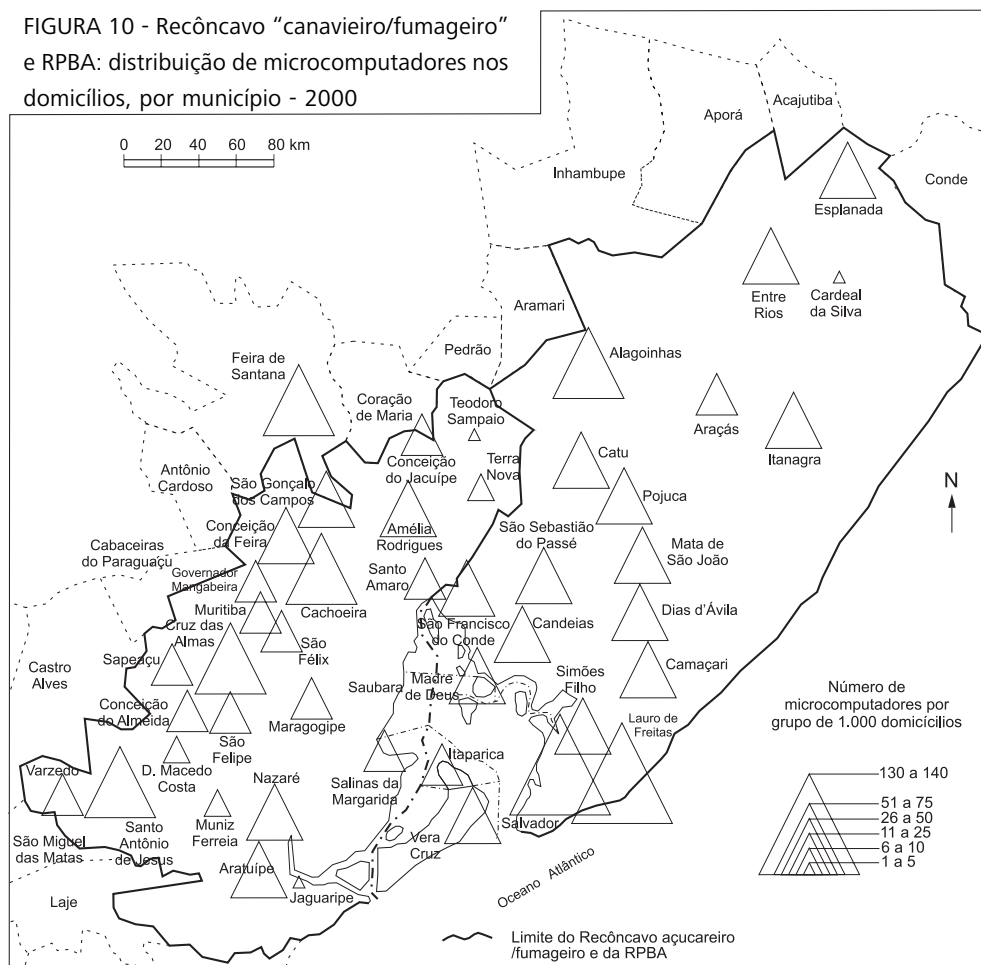 FIGURA 10 - Recôncavo “canavieiro/fumageiro”
e RPBA: distribuição de microcomputadores nos
domicílios, por município - 2000
0 20 40 60 80 km
Acajutiba
Aporá
Inhambupe
Conde
Esplanada
Entre
Rios
Cardeal
da Silva
Aramari
Pedrão
Alagoinhas
Feira de
Santana
Coração
de Maria
Teodoro
Sampaio
Araçás
Itanagra
Conceição
do Jacuípe
Terra
Nova
Catu
Antônio
Cardoso
São Gonçalo
dos Campos
Pojuca
N
Amélia
Rodrigues
São Sebastião
do Passé
Conceição
da Feira
Mata de
São João
Cabaceiras
do Paraguaçu
Governador
Mangabeira
Santo
Amaro
Cachoeira
Muritiba
Cruz das
Almas
São
Félix
São Francisco
do Conde
Candeias
Dias d’Ávila
Sapeaçu
Castro
Alves
Saubara
Madre
de Deus
Simões
Filho
Camaçari
Conceição
do Almeida
São
Felipe
Maragogipe
Lauro de
Freitas
Número de
microcomputadores por
grupo de 1.000 domicícilios
Varzedo
D. Macedo
Costa
Nazaré
Salinas da
Margarida
Itaparica
130 a 140
51 a 75
26 a 50
11 a 25
6 a 10
1 a 5
São Miguel
das Matas
Santo
Antônio
de Jesus
Muniz
Ferreia
Vera
Cruz
Salvador
Aratuípe
Jaguaripe
Laje
Oceano Atlântico
Limite do Recôncavo açucareiro
/fumageiro e da RPBA